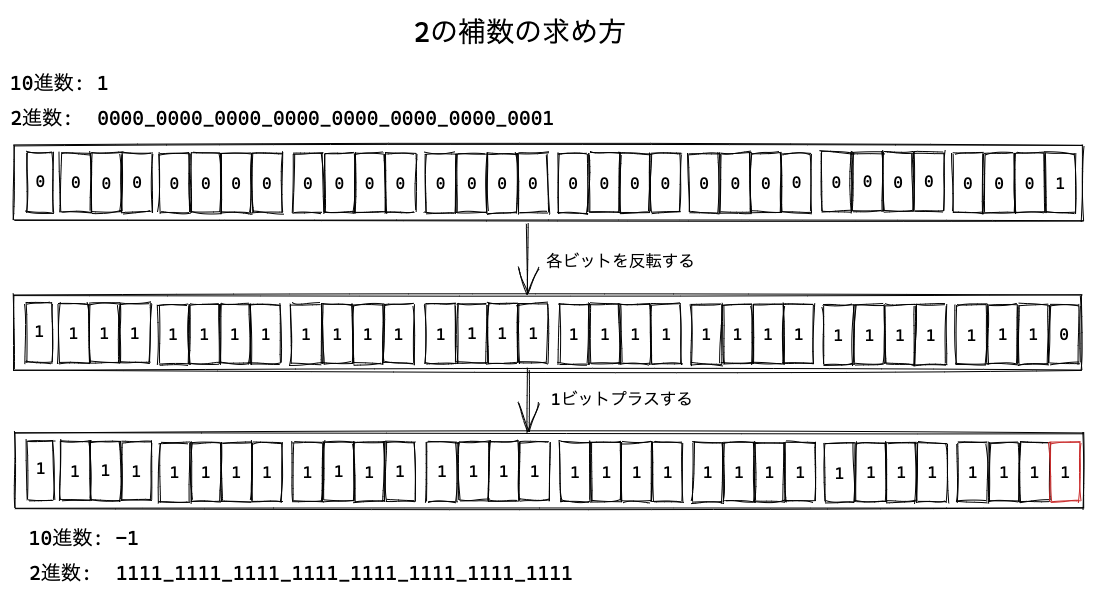 2の補数の求め方
10進数: 1
2進数: 0000_0000_0000_0000_0000_0000_0000_0001
0 0 0 0 0 0 0 0 0 0 0 0 0 0 0 0 0 0 0 0 0 0 0 0 0 0 0 0 0 0 0 1
各ビットを反転する
1 1 1 1 1 1 1 1 1 1 1 1 1 1 1 1 1 1 1 1 1 1 1 1 1 1 1 1 1 1 1 0
1ビットプラスする
1 1 1 1 1 1 1 1 1 1 1 1 1 1 1 1 1 1 1 1 1 1 1 1 1 1 1 1 1 1 1 1
10進数: −1
2進数: 1111_1111_1111_1111_1111_1111_1111_1111